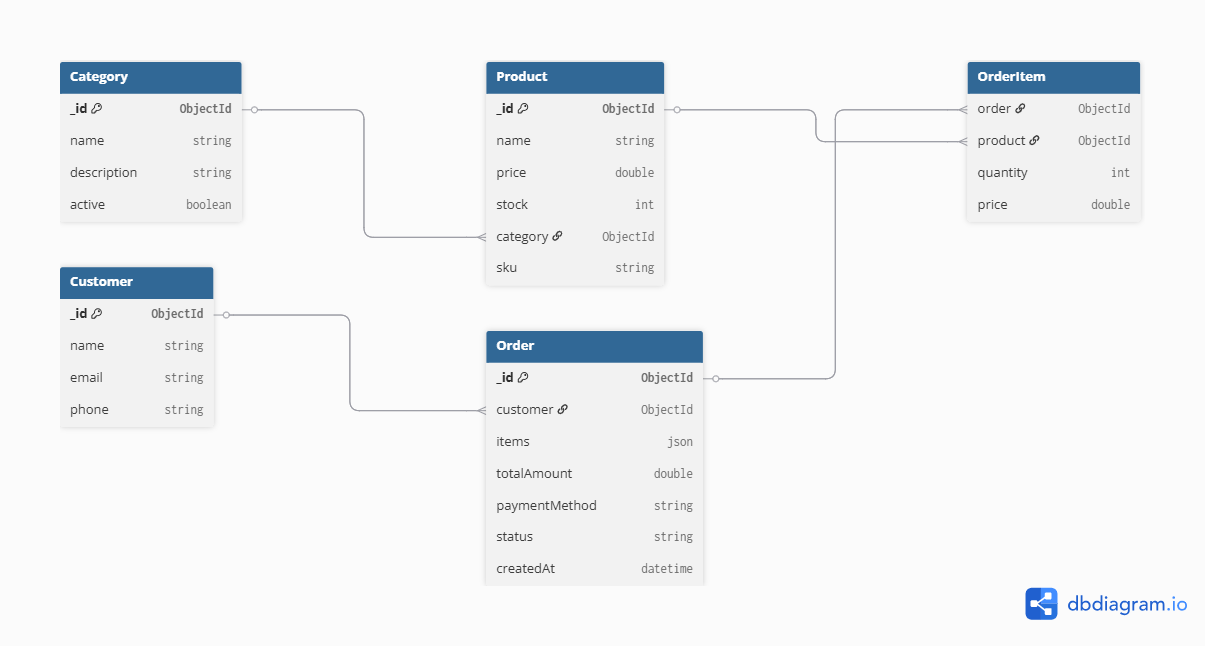 Category
_id ObjectId
name string
description string
active boolean
Product
_id ObjectId
name string
price double
stock int
category ObjectId
sku string
OrderItem
order ObjectId
product ObjectId
quantity int
price double
Customer
_id ObjectId
name string
email string
phone string
Order
_id ObjectId
customer ObjectId
items json
totalAmount double
paymentMethod string
status string
createdAt datetime
dbdiagram.io